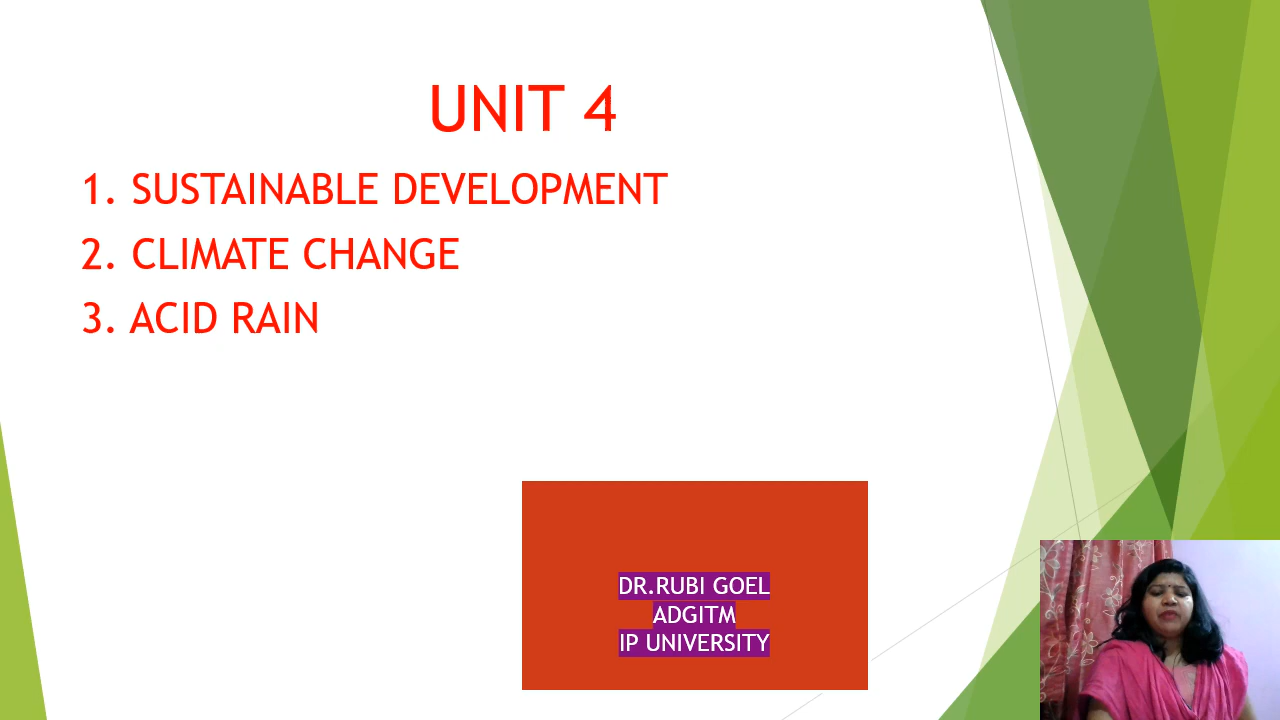 UNIT 4
1. SUSTAINABLE DEVELOPMENT
2. CLIMATE CHANGE
3. ACID RAIN
DR.RUBI GOEL
ADGITM
IP UNIVERSITY